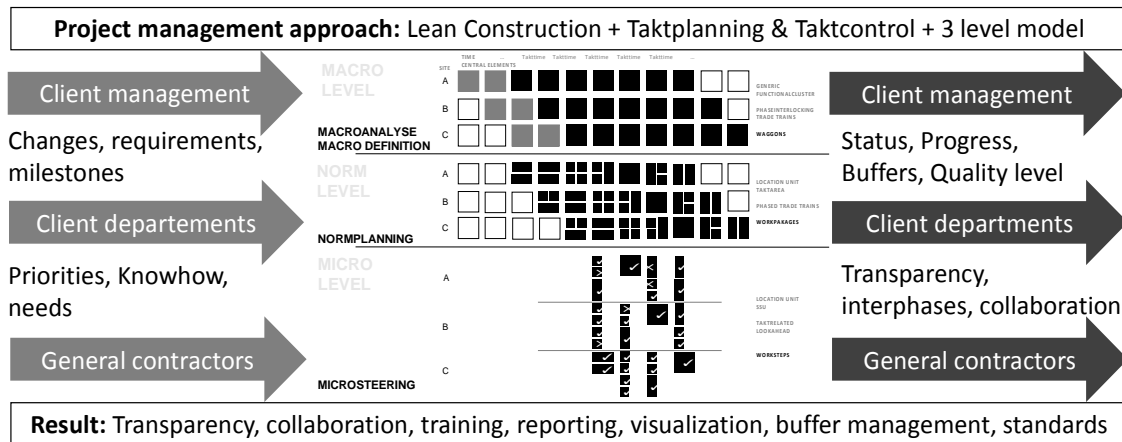 Project management approach: Lean Construction + Taktplanning & Taktcontrol + 3 level model
Client management
Changes, requirements,
milestones
Client departements
Priorities, Knowhow,
needs
General contractors
MACRO
LEVEL
MACROANALYSE
MACRO DEFINITION
TIME .. Takttime Takttime Takttime Takttime Takttime ..
CENTRAL ELEMENTS
SITE
A
B
C
GENERIC
FUNCTIONALCLUSTER
PHASEINTERLOCKING
TRADE TRAINS
WAGGONS
NORM
LEVEL
NORMPLANNING
A
B
C
LOCATION UNIT
TAKTAREA
PHASED TRADE TRAINS
WORKPAKAGES
MICRO
LEVEL
MICROSTEERING
A
B
C
LOCATION UNIT
SSU
TAKTRELATED
LOOKAHEAD
WORKSTEPS
Client management
Status, Progress,
Buffers, Quality level
Client departments
Transparency,
interphases, collaboration
General contractors
Result: Transparency, collaboration, training, reporting, visualization, buffer management, standards